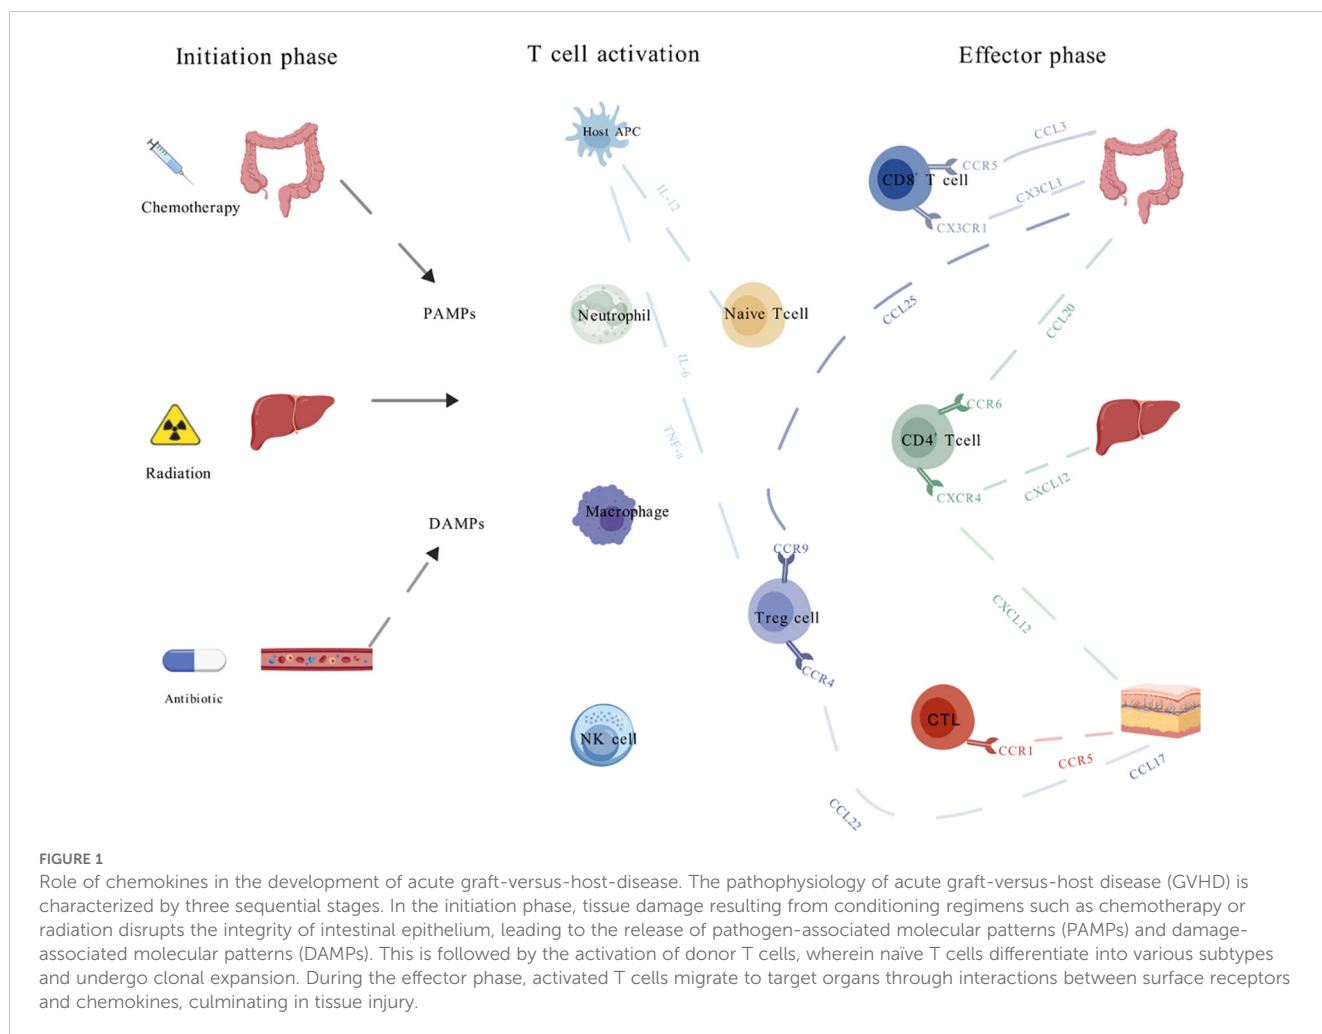 Initiation phase
T cell activation
Effector phase
Chemotherapy
PAMPs
Radiation
DAMPs
Antibiotic
Host APC
IL-12
Neutrophil
Naive Tcell
IL-6
TNF-a
Macrophage
CCR9
Treg cell
CCR4
NK cell
CCL3
CCR5
CD8+ T cell
CX3CL1
CX3CR1
CCL25
CCL20
CCR6
CD4+ Tcell
CXCR4
CXCL12
CXCL12
CTL
CCR1
CCR5
CCL17
CCL22
FIGURE 1
Role of chemokines in the development of acute graft-versus-host-disease. The pathophysiology of acute graft-versus-host disease (GVHD) is
characterized by three sequential stages. In the initiation phase, tissue damage resulting from conditioning regimens such as chemotherapy or
radiation disrupts the integrity of intestinal epithelium, leading to the release of pathogen-associated molecular patterns (PAMPs) and damage-
associated molecular patterns (DAMPs). This is followed by the activation of donor T cells, wherein naïve T cells differentiate into various subtypes
and undergo clonal expansion. During the effector phase, activated T cells migrate to target organs through interactions between surface receptors
and chemokines, culminating in tissue injury.